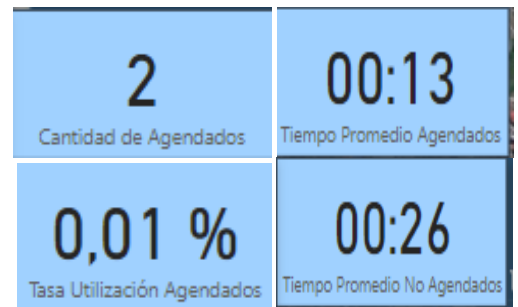 2
Cantidad de Agendados
00:13
Tiempo Promedio Agendados
0,01 %
Tasa Utilización Agendados
00:26
Tiempo Promedio No Agendados